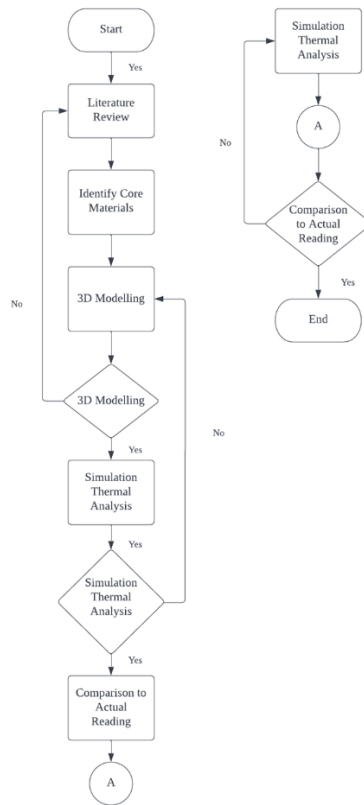 Start
Yes
Literature
Review
Identify Core
Materials
3D Modelling
No
3D Modelling
No
Yes
Simulation
Thermal
Analysis
Yes
Simulation
Thermal
Analysis
Yes
Comparison to
Actual
Reading
A
Simulation
Thermal Analysis
A
No
Comparison
to Actual
Reading
Yes
End